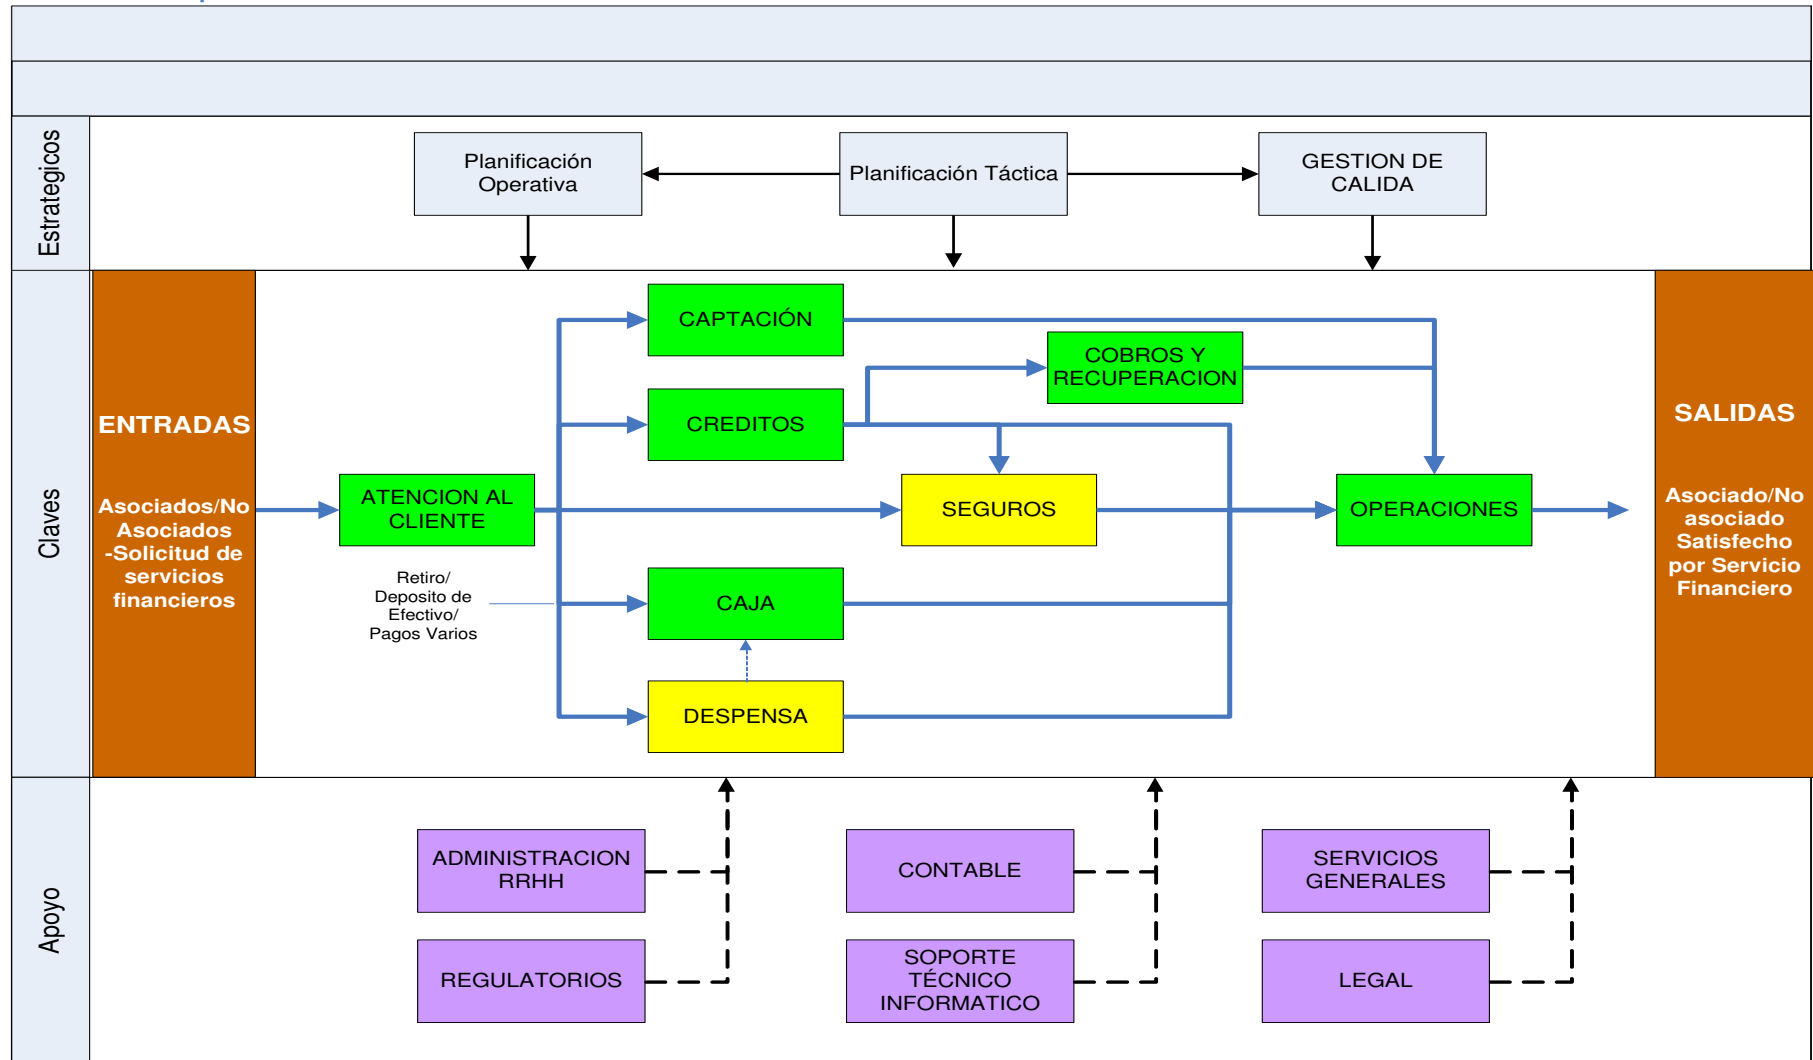 Estrategicos
Planificación
Operativa
Planificación Táctica
GESTION DE
CALIDA
Claves
ENTRADAS
Asociados/No
Asociados
-Solicitud de
servicios
financieros
ATENCION AL
CLIENTE
Retiro/
Deposito de
Efectivo/
Pagos Varios
CAPTACIÓN
CREDITOS
COBROS Y
RECUPERACION
SEGUROS
CAJA
DESPENSA
OPERACIONES
SALIDAS
Asociado/No
asociado
Satisfecho
por Servicio
Financiero
Apoyo
ADMINISTRACION
RRHH
CONTABLE
SERVICIOS
GENERALES
REGULATORIOS
SOPORTE
TÉCNICO
INFORMATICO
LEGAL